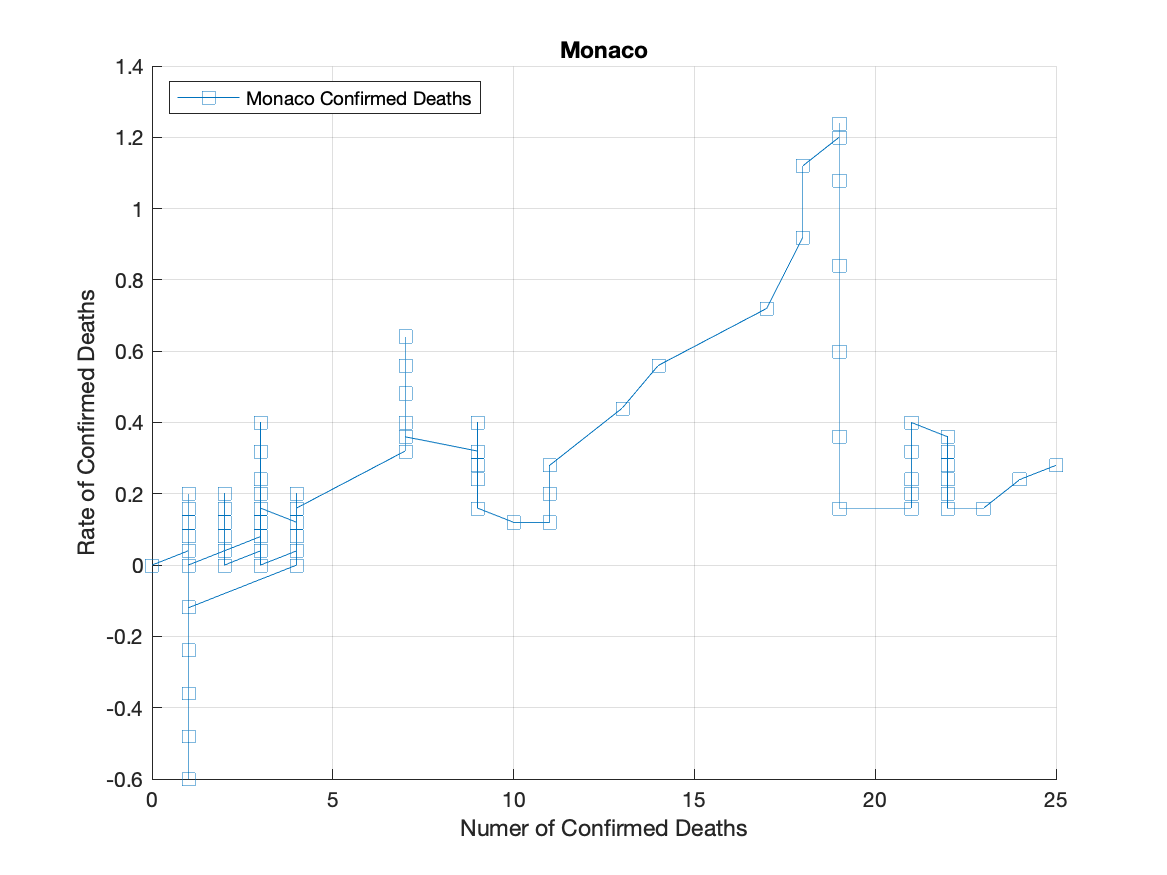 Monaco
Monaco Confirmed Deaths
1.4
1.2
1
0.8
0.6
0.4
0.2
0
-0.2
-0.4
-0.6
Rate of Confirmed Deaths
0 5 10 15 20 25
Numer of Confirmed Deaths